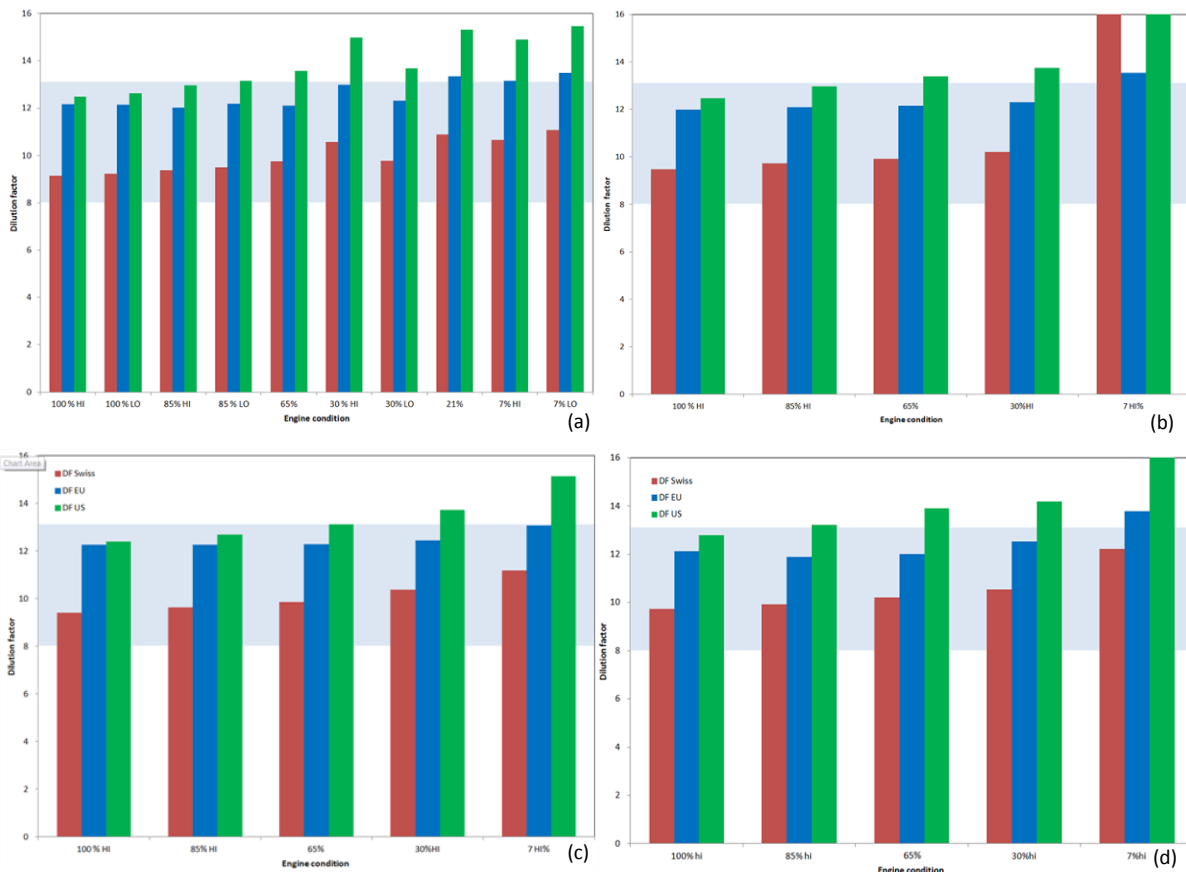 16
14
12
10
8
6
4
2
0
Dilution factor
100 % HI 100 % LO 85% HI 85 % LO 65% 30 % HI 30% LO 21% 7% HI 7% LO
Engine condition
(a)
16
14
12
10
8
6
4
2
0
Dilution factor
100 % HI 85% HI 65% 30%HI 7 HI%
Engine condition
(b)
Chart Area
16
14
12
10
8
6
4
2
0
Dilution factor
DF Swiss
DF EU
DF US
100 % HI 85% HI 65% 30%HI 7 HI%
Engine condition
(c)
16
14
12
10
8
6
4
2
0
Dilution factor
DF Swiss
DF EU
DF US
100% hi 85% hi 65% 30%hi 7%hi
Engine condition
(d)